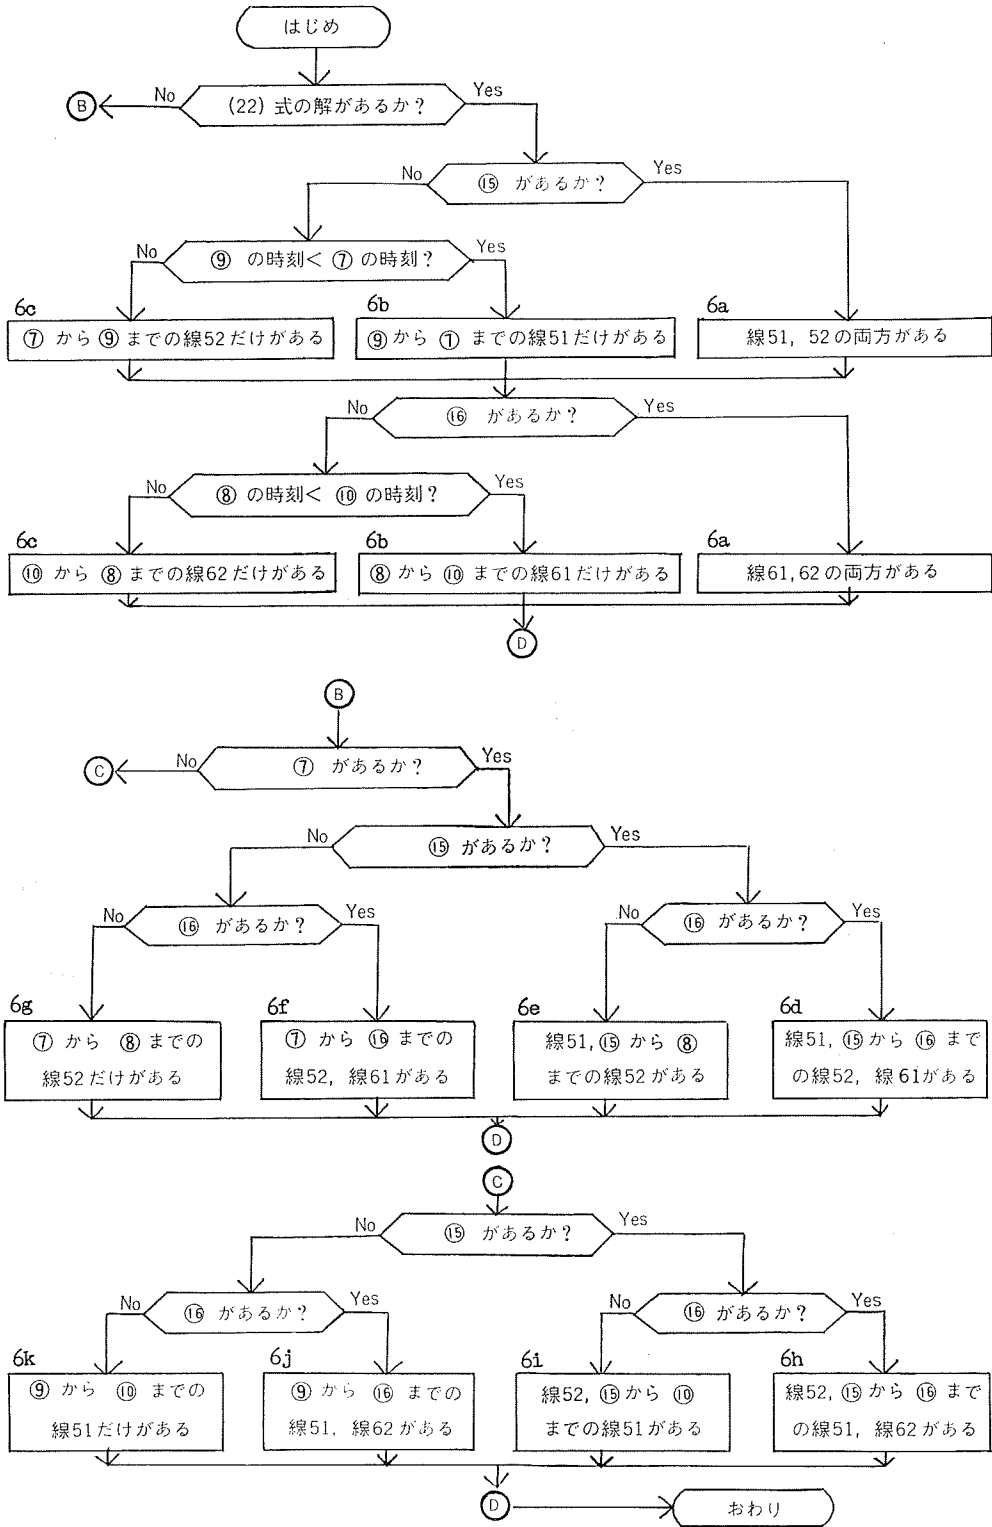 はじめ
(22) 式の解があるか？
No
Yes
Ⓑ
⑮ があるか？
No
Yes
⑨ の時刻< ⑦ の時刻？
No
Yes
6c
⑦ から ⑨ までの線52だけがある
6b
⑨ から ⑦ までの線51だけがある
6a
線51, 52の両方がある
⑯ があるか？
No
Yes
⑧ の時刻< ⑩ の時刻？
No
Yes
6c
⑩ から ⑧ までの線62だけがある
6b
⑧ から ⑩ までの線61だけがある
6a
線61,62の両方がある
Ⓓ
Ⓑ
⑦ があるか？
No
Yes
Ⓒ
⑮ があるか？
No
Yes
⑯ があるか？
No
Yes
⑯ があるか？
No
Yes
6g
⑦ から ⑧ までの
線52だけがある
6f
⑦ から ⑯ までの
線52, 線61がある
6e
線51, ⑮ から ⑧
までの線52がある
6d
線51, ⑮ から ⑯ まで
の線52, 線61がある
Ⓓ
Ⓒ
⑮ があるか？
No
Yes
⑯ があるか？
No
Yes
⑯ があるか？
No
Yes
6k
⑨ から ⑩ までの
線51だけがある
6j
⑨ から ⑯ までの
線51, 線62がある
6i
線52, ⑮ から ⑩
までの線51がある
6h
線52, ⑮ から ⑯ まで
の線51, 線62がある
Ⓓ
おわり